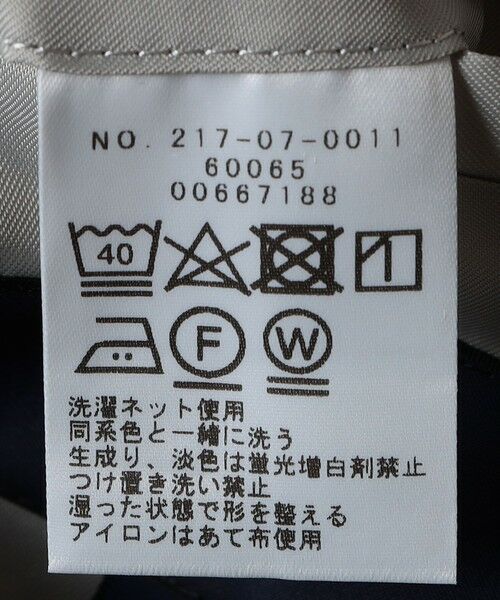 NO. 217-07-0011
60065
00667188
40
F W
洗濯ネット使用
同系色と一緒に洗う
生成り、淡色は蛍光増白剤禁止
つけ置き洗い禁止
湿った状態で形を整える
アイロンはあて布使用